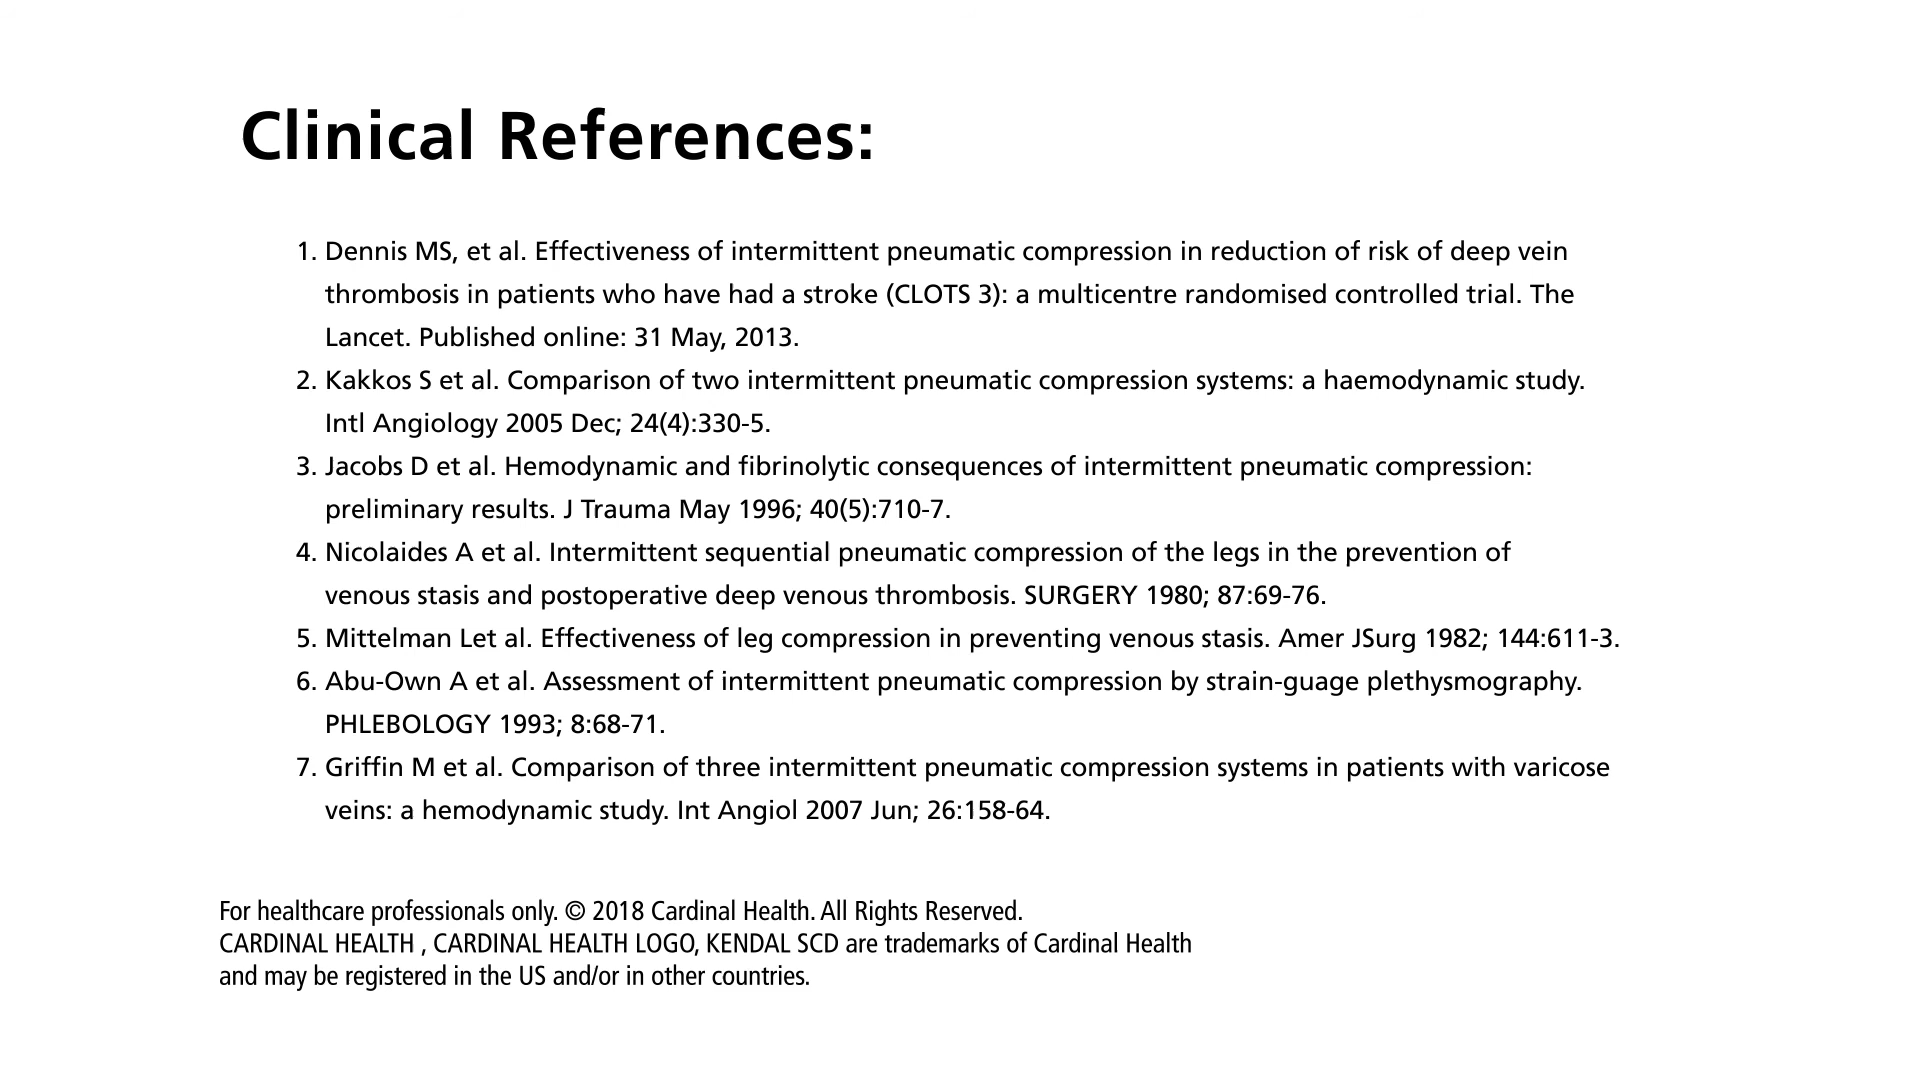 Clinical References:
1. Dennis MS, et al. Effectiveness of intermittent pneumatic compression in reduction of risk of deep vein
thrombosis in patients who have had a stroke (CLOTS 3): a multicentre randomised controlled trial. The
Lancet. Published online: 31 May, 2013.
2. Kakkos S et al. Comparison of two intermittent pneumatic compression systems: a haemodynamic study.
Intl Angiology 2005 Dec; 24(4):330-5.
3. Jacobs D et al. Hemodynamic and fibrinolytic consequences of intermittent pneumatic compression:
preliminary results. J Trauma May 1996; 40(5):710-7.
4. Nicolaides A et al. Intermittent sequential pneumatic compression of the legs in the prevention of
venous stasis and postoperative deep venous thrombosis. SURGERY 1980; 87:69-76.
5. Mittelman Let al. Effectiveness of leg compression in preventing venous stasis. Amer JSurg 1982; 144:611-3.
6. Abu-Own A et al. Assessment of intermittent pneumatic compression by strain-guage plethysmography.
PHLEBOLOGY 1993; 8:68-71.
7. Griffin M et al. Comparison of three intermittent pneumatic compression systems in patients with varicose
veins: a hemodynamic study. Int Angiol 2007 Jun; 26:158-64.
For healthcare professionals only. © 2018 Cardinal Health. All Rights Reserved.
CARDINAL HEALTH , CARDINAL HEALTH LOGO, KENDAL SCD are trademarks of Cardinal Health
and may be registered in the US and/or in other countries.